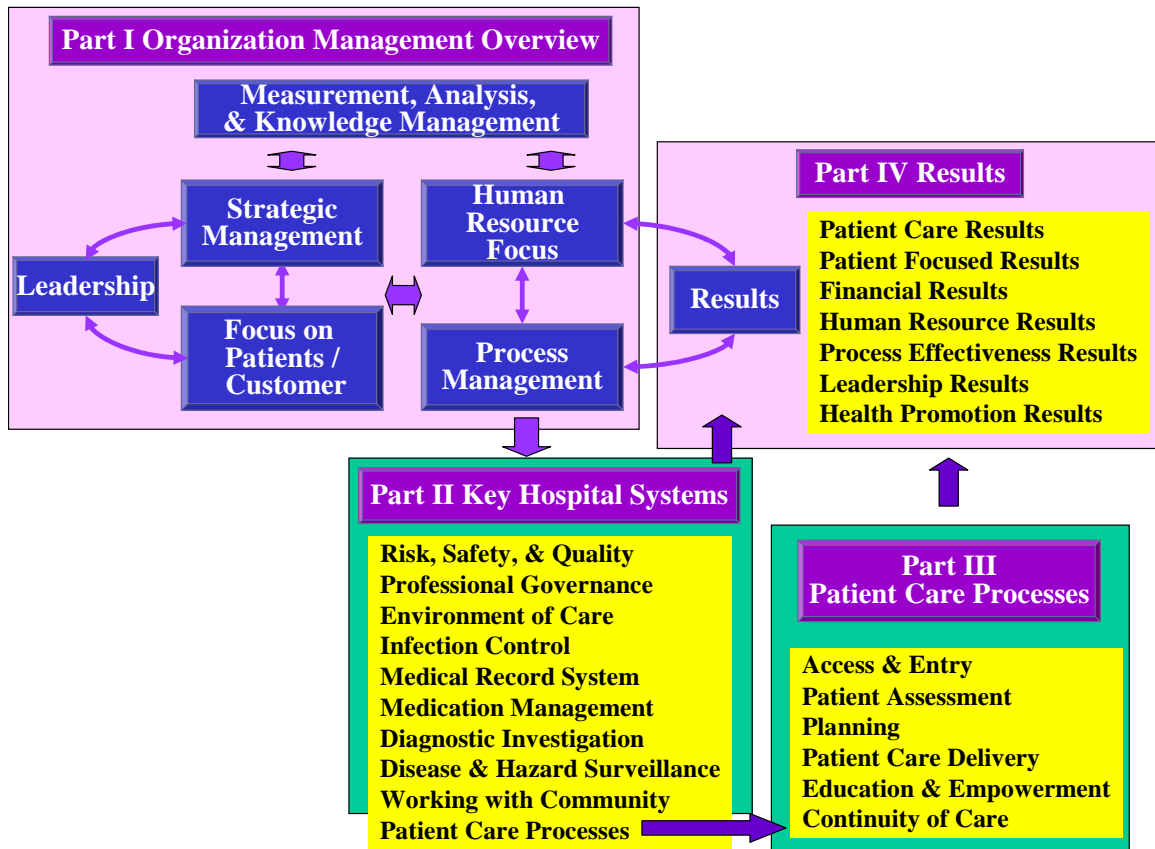 Part I Organization Management Overview
Measurement, Analysis,
& Knowledge Management
Strategic
Management
Human
Resource
Focus
Leadership
Focus on
Patients /
Customer
Process
Management
Results
Part IV Results
Patient Care Results
Patient Focused Results
Financial Results
Human Resource Results
Process Effectiveness Results
Leadership Results
Health Promotion Results
Part II Key Hospital Systems
Risk, Safety, & Quality
Professional Governance
Environment of Care
Infection Control
Medical Record System
Medication Management
Diagnostic Investigation
Disease & Hazard Surveillance
Working with Community
Patient Care Processes
Part III
Patient Care Processes
Access & Entry
Patient Assessment
Planning
Patient Care Delivery
Education & Empowerment
Continuity of Care